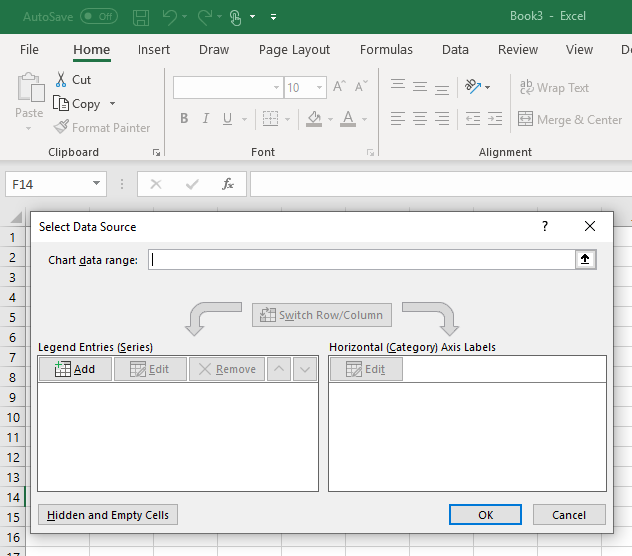 AutoSave Off Book3 - Excel
File Home Insert Draw Page Layout Formulas Data Review View D
Paste
Cut
Copy
Format Painter
Clipboard
10 A A
B I U A
Font
ab Wrap Text
Merge & Center
Alignment
F14 fx
Select Data Source ?
Chart data range:
Switch Row/Column
Legend Entries (Series)
Add Edit Remove
Horizontal (Category) Axis Labels
Edit
Hidden and Empty Cells
OK Cancel
1
2
3
4
5
6
7
8
9
10
11
12
13
14
15
16